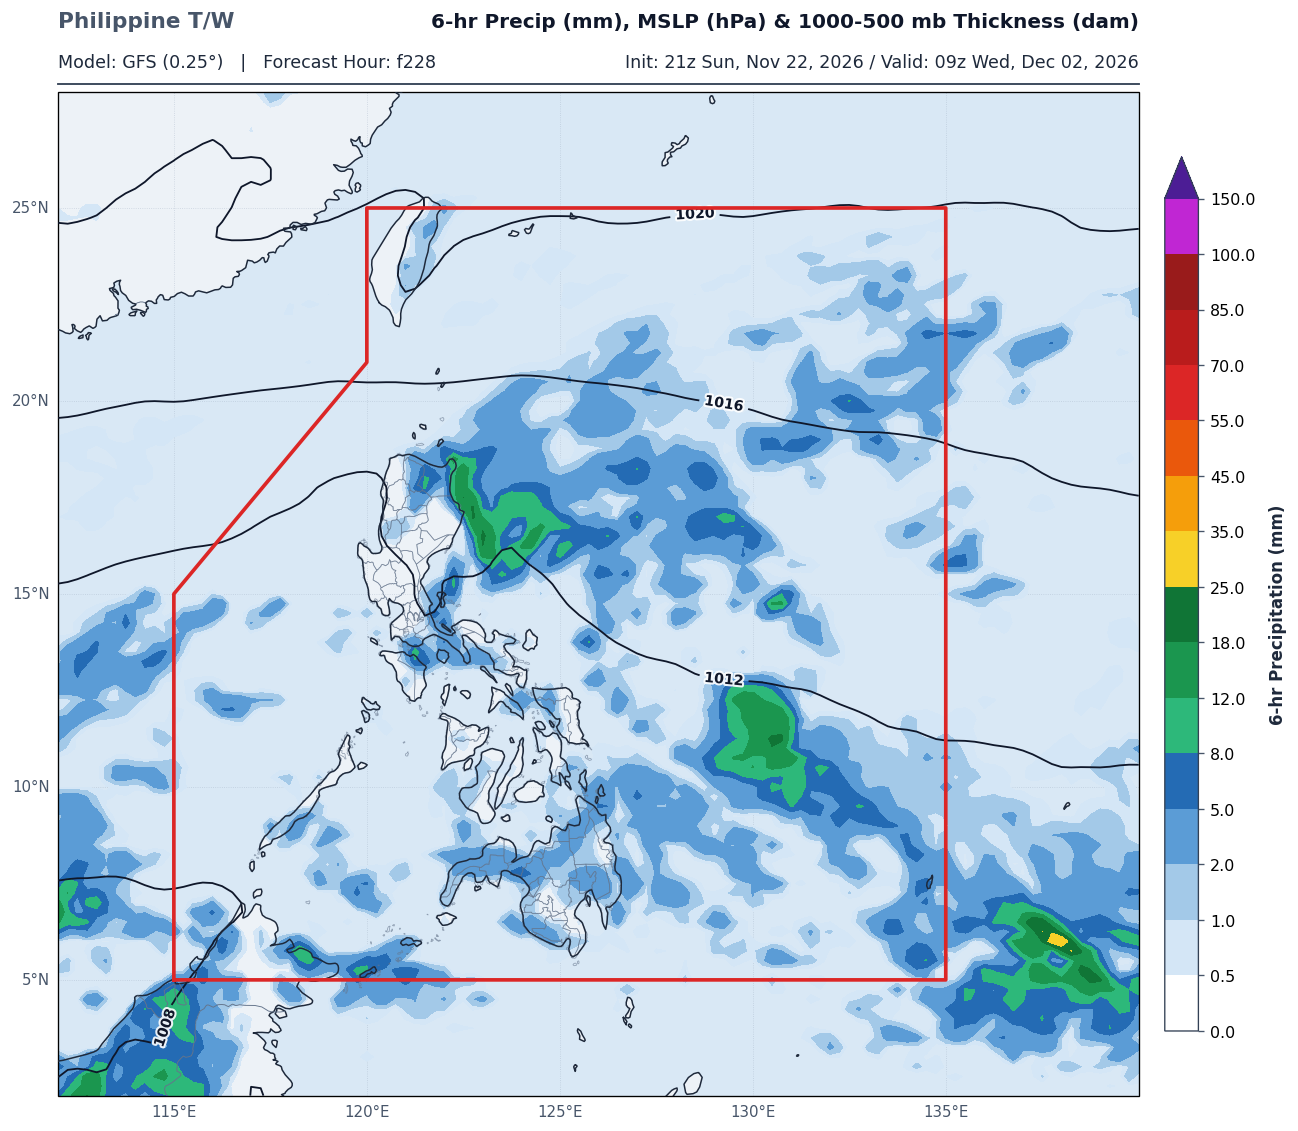 Philippine T/W
6-hr Precip (mm), MSLP (hPa) & 1000-500 mb Thickness (dam)
Model: GFS (0.25°) | Forecast Hour: f228
Init: 21z Sun, Nov 22, 2026 / Valid: 09z Wed, Dec 02, 2026
25°N
20°N
15°N
10°N
5°N
115°E
120°E
125°E
130°E
135°E
1020
1016
1012
1008
150.0
100.0
85.0
70.0
55.0
45.0
35.0
25.0
18.0
12.0
8.0
5.0
2.0
1.0
0.5
0.0
6-hr Precipitation (mm)